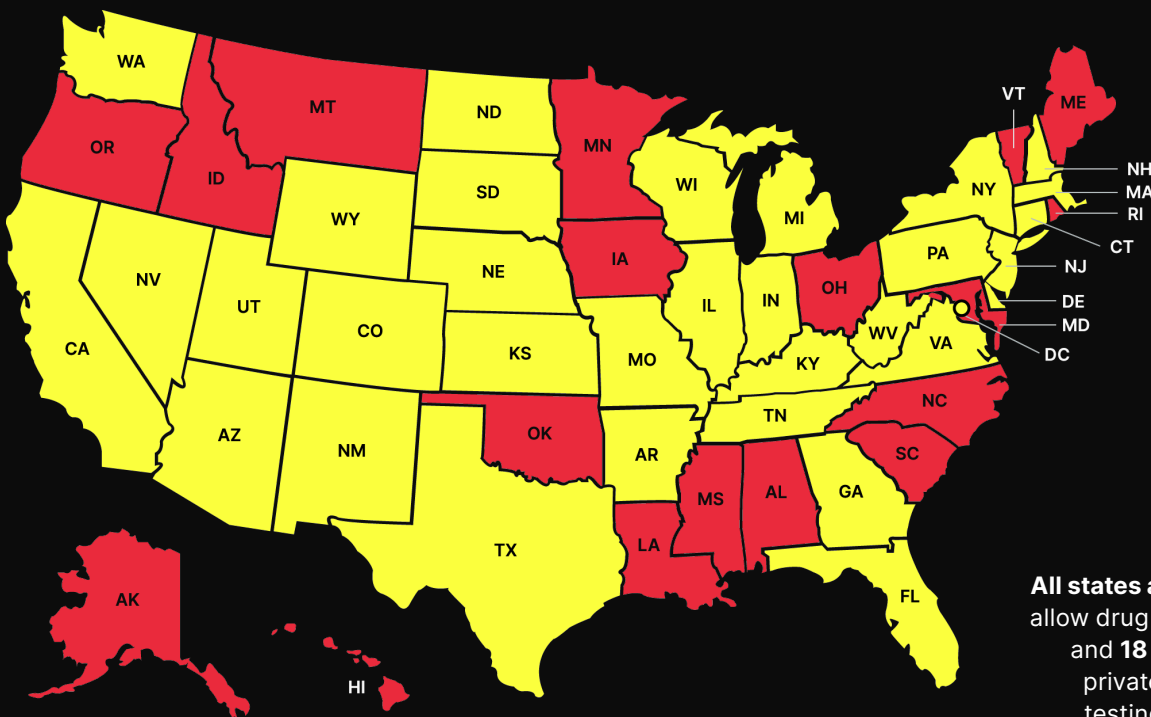 WA
MT
ND
MN
VT
ME
OR
ID
SD
WI
MI
NY
NH
MA
RI
CT
WY
IA
PA
NJ
NV
UT
NE
IL
IN
OH
DE
MD
DC
CA
CO
KS
MO
KY
WV
VA
AZ
NM
OK
AR
TN
NC
SC
MS
AL
GA
TX
LA
FL
AK
HI
All states a
allow drug
and 18
private
testing